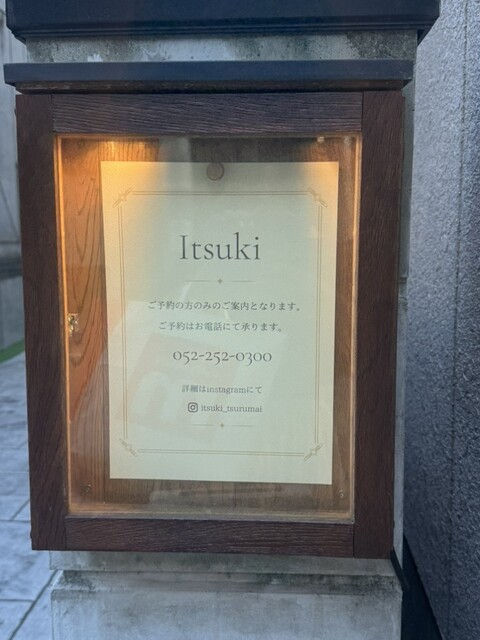 Itsuki
ご予約の方のみのご案内となります。
ご予約はお電話にて承ります。
052-252-0300
詳細はinstagramにて
itsuki_tsurumai